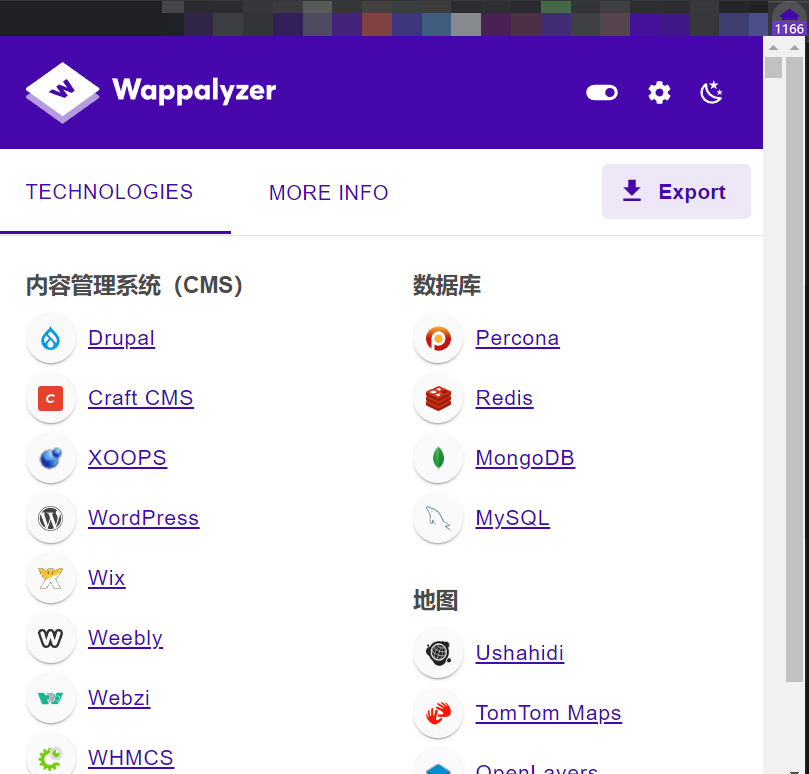 1166
Wappalyzer
TECHNOLOGIES
MORE INFO
Export
内容管理系统（CMS）
Drupal
Craft CMS
XOOPS
WordPress
Wix
Weebly
Webzi
WHMCS
数据库
Percona
Redis
MongoDB
MySQL
地图
Ushahidi
TomTom Maps
OpenLayers